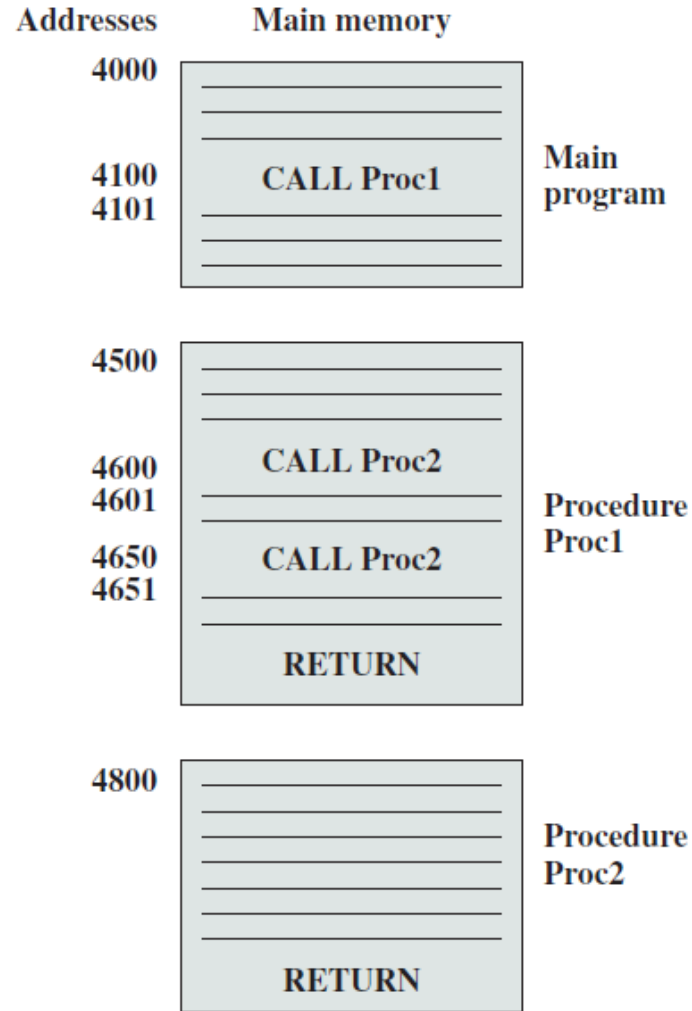 Addresses Main memory
4000
4100 CALL Proc1
4101
Main
program
4500
4600 CALL Proc2
4601
4650 CALL Proc2
4651
RETURN
Procedure
Proc1
4800
Procedure
Proc2
RETURN